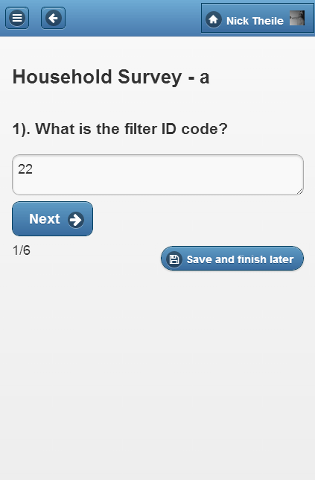 Nick Theile
Household Survey - a
1). What is the filter ID code?
22
Next
1/6
Save and finish later